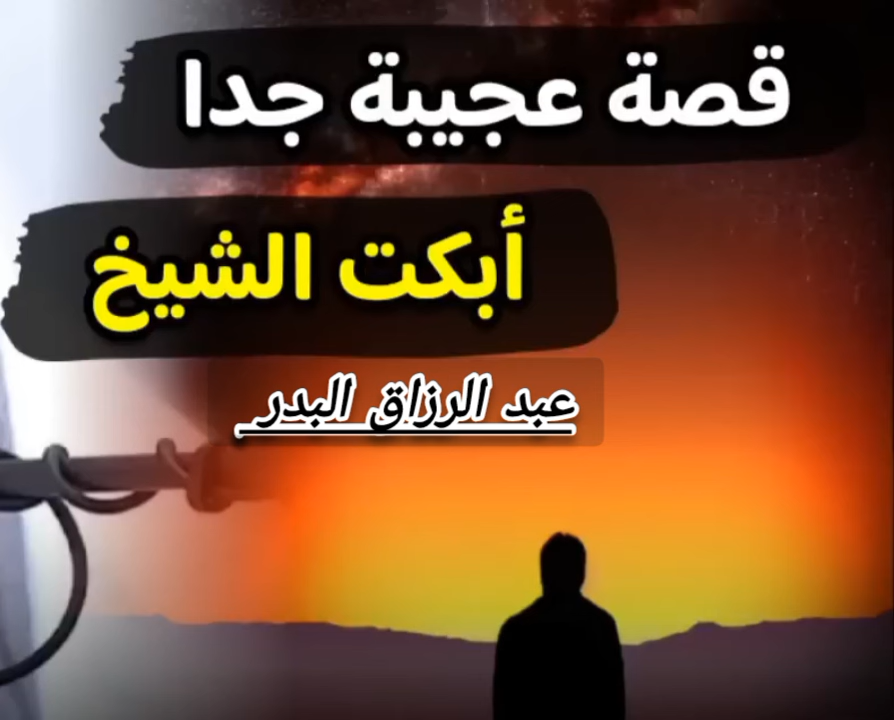 قصة عجيبة جدا
أبكت الشيخ
عبد الرزاق البدر